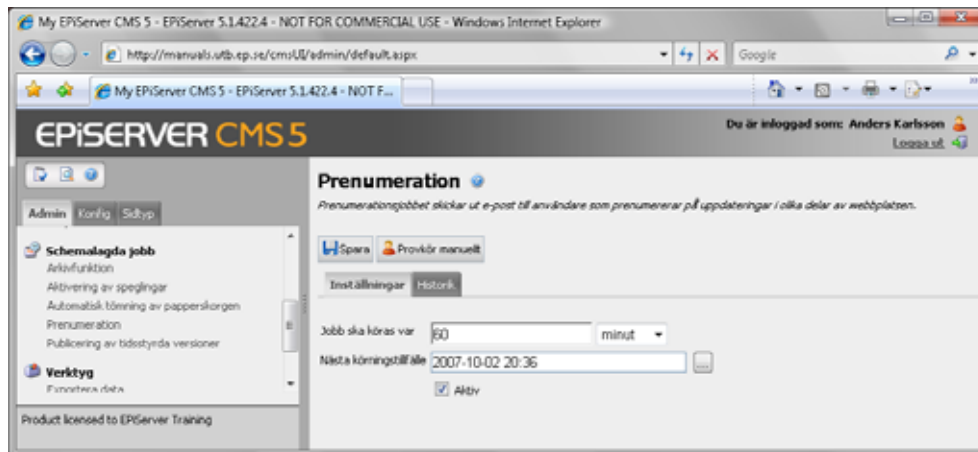 My EPiServer CMS 5 - EPiServer 5.1.422.4 - NOT FOR COMMERCIAL USE - Windows Internet Explorer
http://manuals.utb.ep.se/cmsUI/admin/default.aspx
Google
My EPiServer CMS 5 - EPiServer 5.1.422.4 - NOT F...
EPiSERVER CMS 5
Du är inloggad som: Anders Karlsson
Logga ut
Admin Konfig Sidtyp
Schemalagda jobb
Arkivfunktion
Aktivering av speglingar
Automatisk tömning av papperskorgen
Prenumeration
Publicering av tidsstyrda versioner
Verktyg
Exportera data
Product licensed to EPiServer Training
Prenumeration
Prenumerationsjobbet skickar ut e-post till användare som prenumererar på uppdateringar i olika delar av webbplatsen.
Spara Provkör manuellt
Inställningar Historik
Jobb ska köras var 60 minut
Nästa körningstillfälle 2007-10-02 20:36 ...
Aktiv